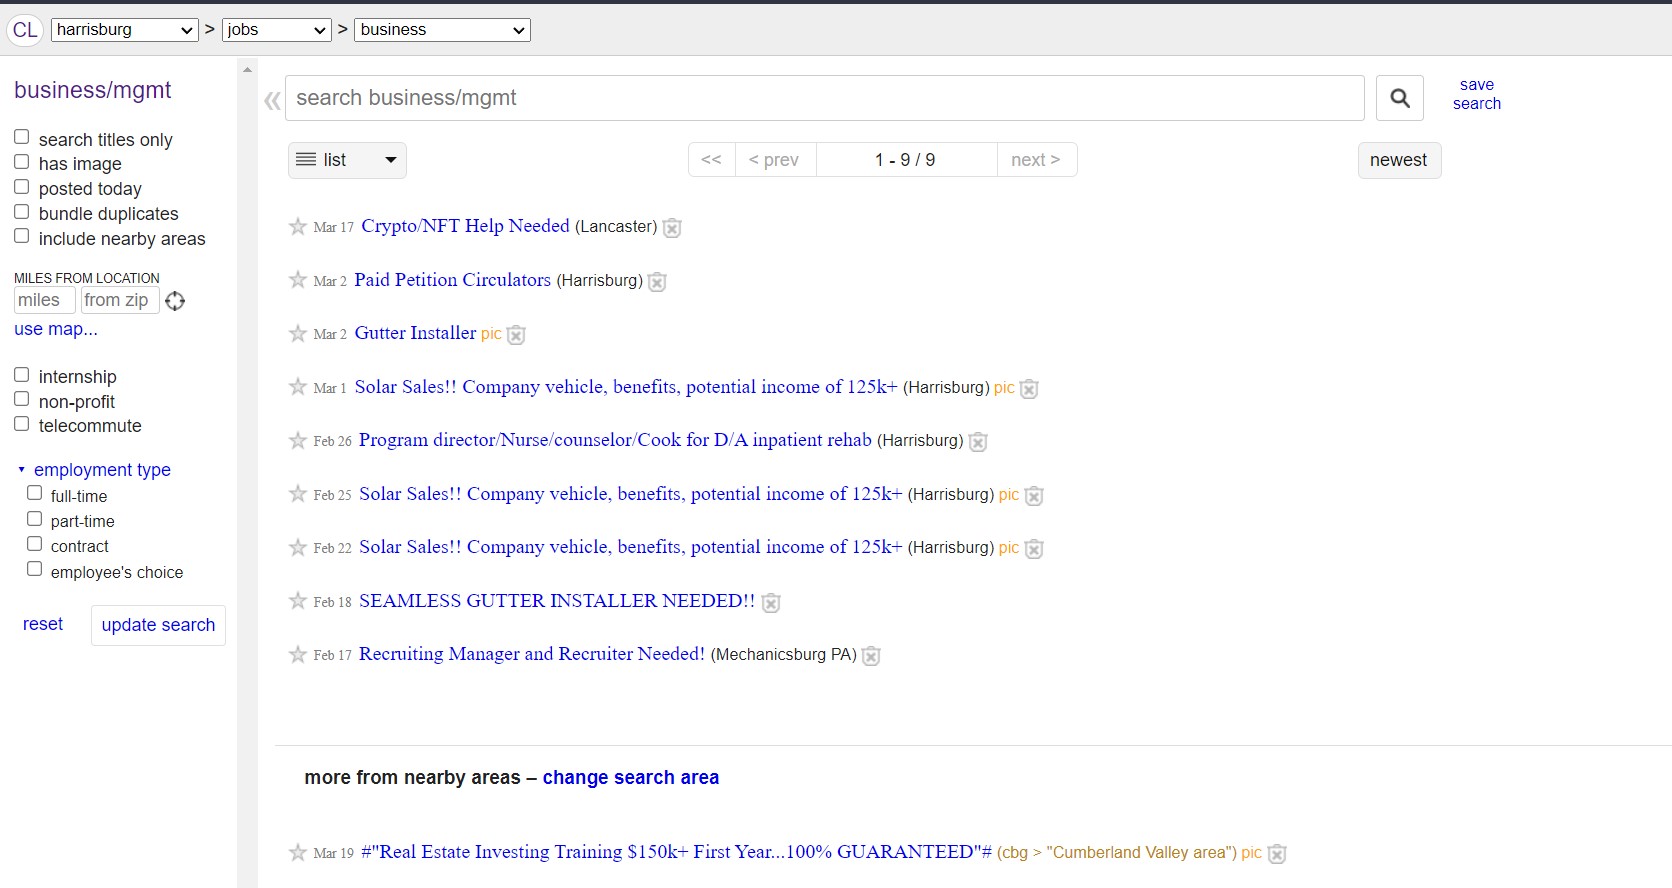 CL harrisburg > jobs > business
business/mgmt
search titles only
has image
posted today
bundle duplicates
include nearby areas
MILES FROM LOCATION
miles from zip
use map...
internship
non-profit
telecommute
employment type
full-time
part-time
contract
employee's choice
reset update search
search business/mgmt
save
search
list << < prev 1 - 9 / 9 next > newest
Mar 17 Crypto/NFT Help Needed (Lancaster)
Mar 2 Paid Petition Circulators (Harrisburg)
Mar 2 Gutter Installer pic
Mar 1 Solar Sales!! Company vehicle, benefits, potential income of 125k+ (Harrisburg) pic
Feb 26 Program director/Nurse/counselor/Cook for D/A inpatient rehab (Harrisburg)
Feb 25 Solar Sales!! Company vehicle, benefits, potential income of 125k+ (Harrisburg) pic
Feb 22 Solar Sales!! Company vehicle, benefits, potential income of 125k+ (Harrisburg) pic
Feb 18 SEAMLESS GUTTER INSTALLER NEEDED!!
Feb 17 Recruiting Manager and Recruiter Needed! (Mechanicsburg PA)
more from nearby areas – change search area
Mar 19 #"Real Estate Investing Training $150k+ First Year...100% GUARANTEED"# (cbg > "Cumberland Valley area") pic